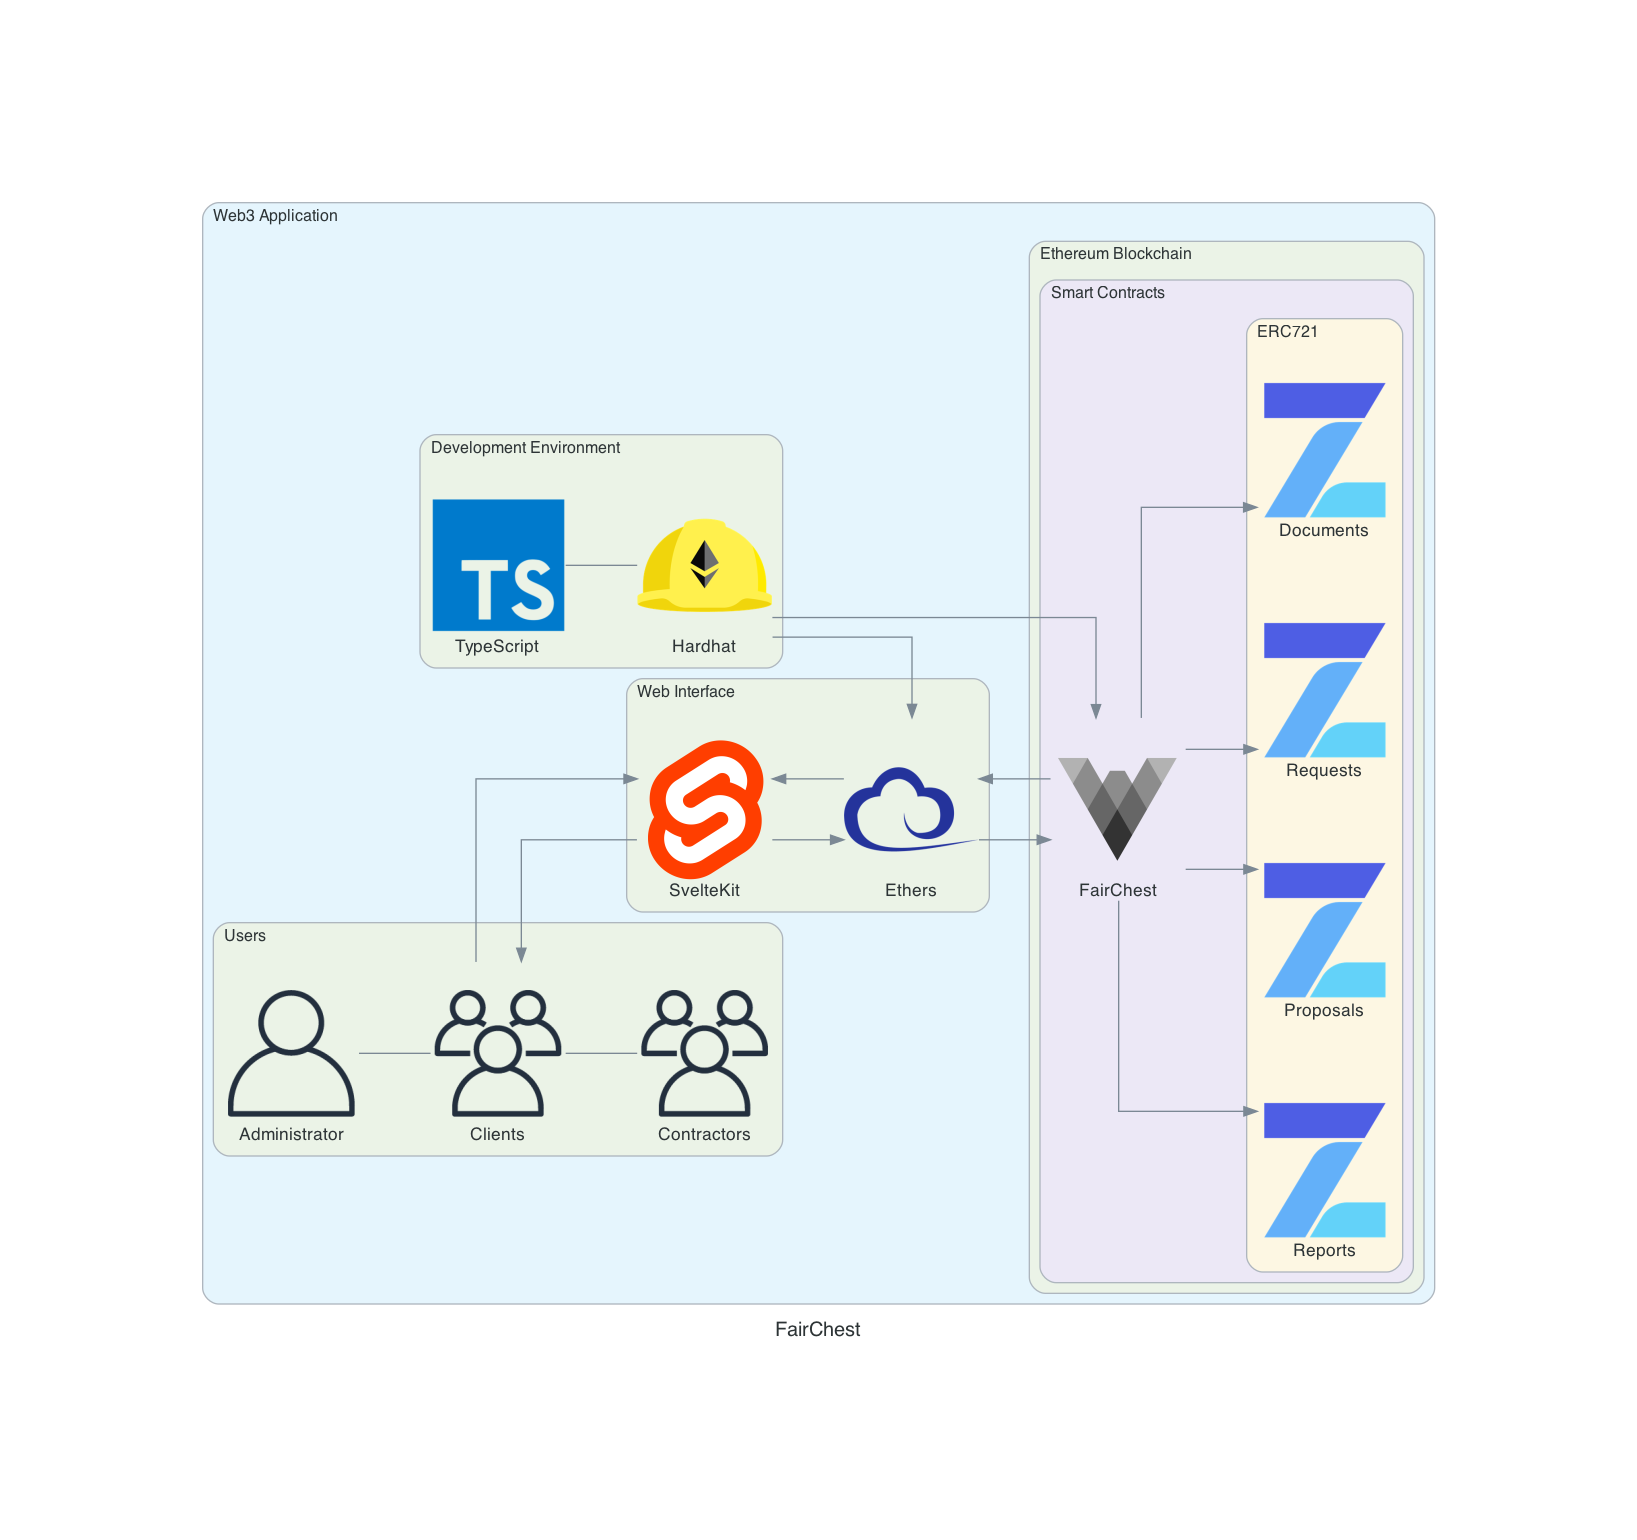 Web3 Application
Ethereum Blockchain
Smart Contracts
ERC721
Documents
Development Environment
TS
TypeScript
Hardhat
Web Interface
Requests
SvelteKit
Ethers
FairChest
Users
Proposals
Administrator
Clients
Contractors
Reports
FairChest